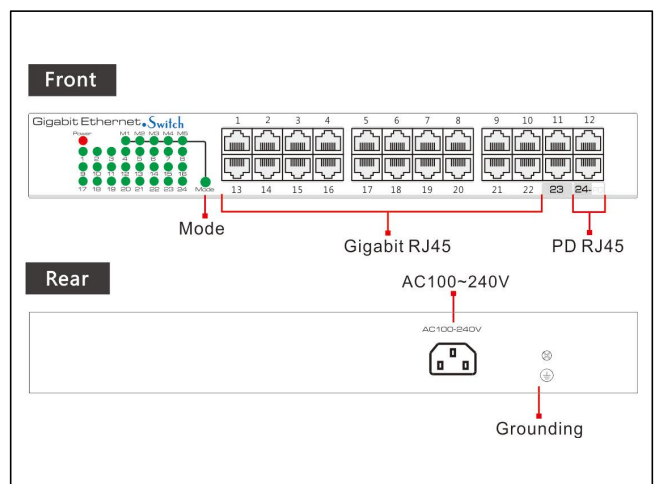 Front
Gigabit Ethernet Switch
Power M1 M2 M3 M4 M5
1 2 3 4 5 6 7 8
9 10 11 12 13 14 15 16
17 18 19 20 21 22 23 24 Mode
1 2 3 4 5 6 7 8 9 10 11 12
13 14 15 16 17 18 19 20 21 22 23 24-
Mode
Gigabit RJ45
PD RJ45
Rear
AC100~240V
AC100-240V
Grounding